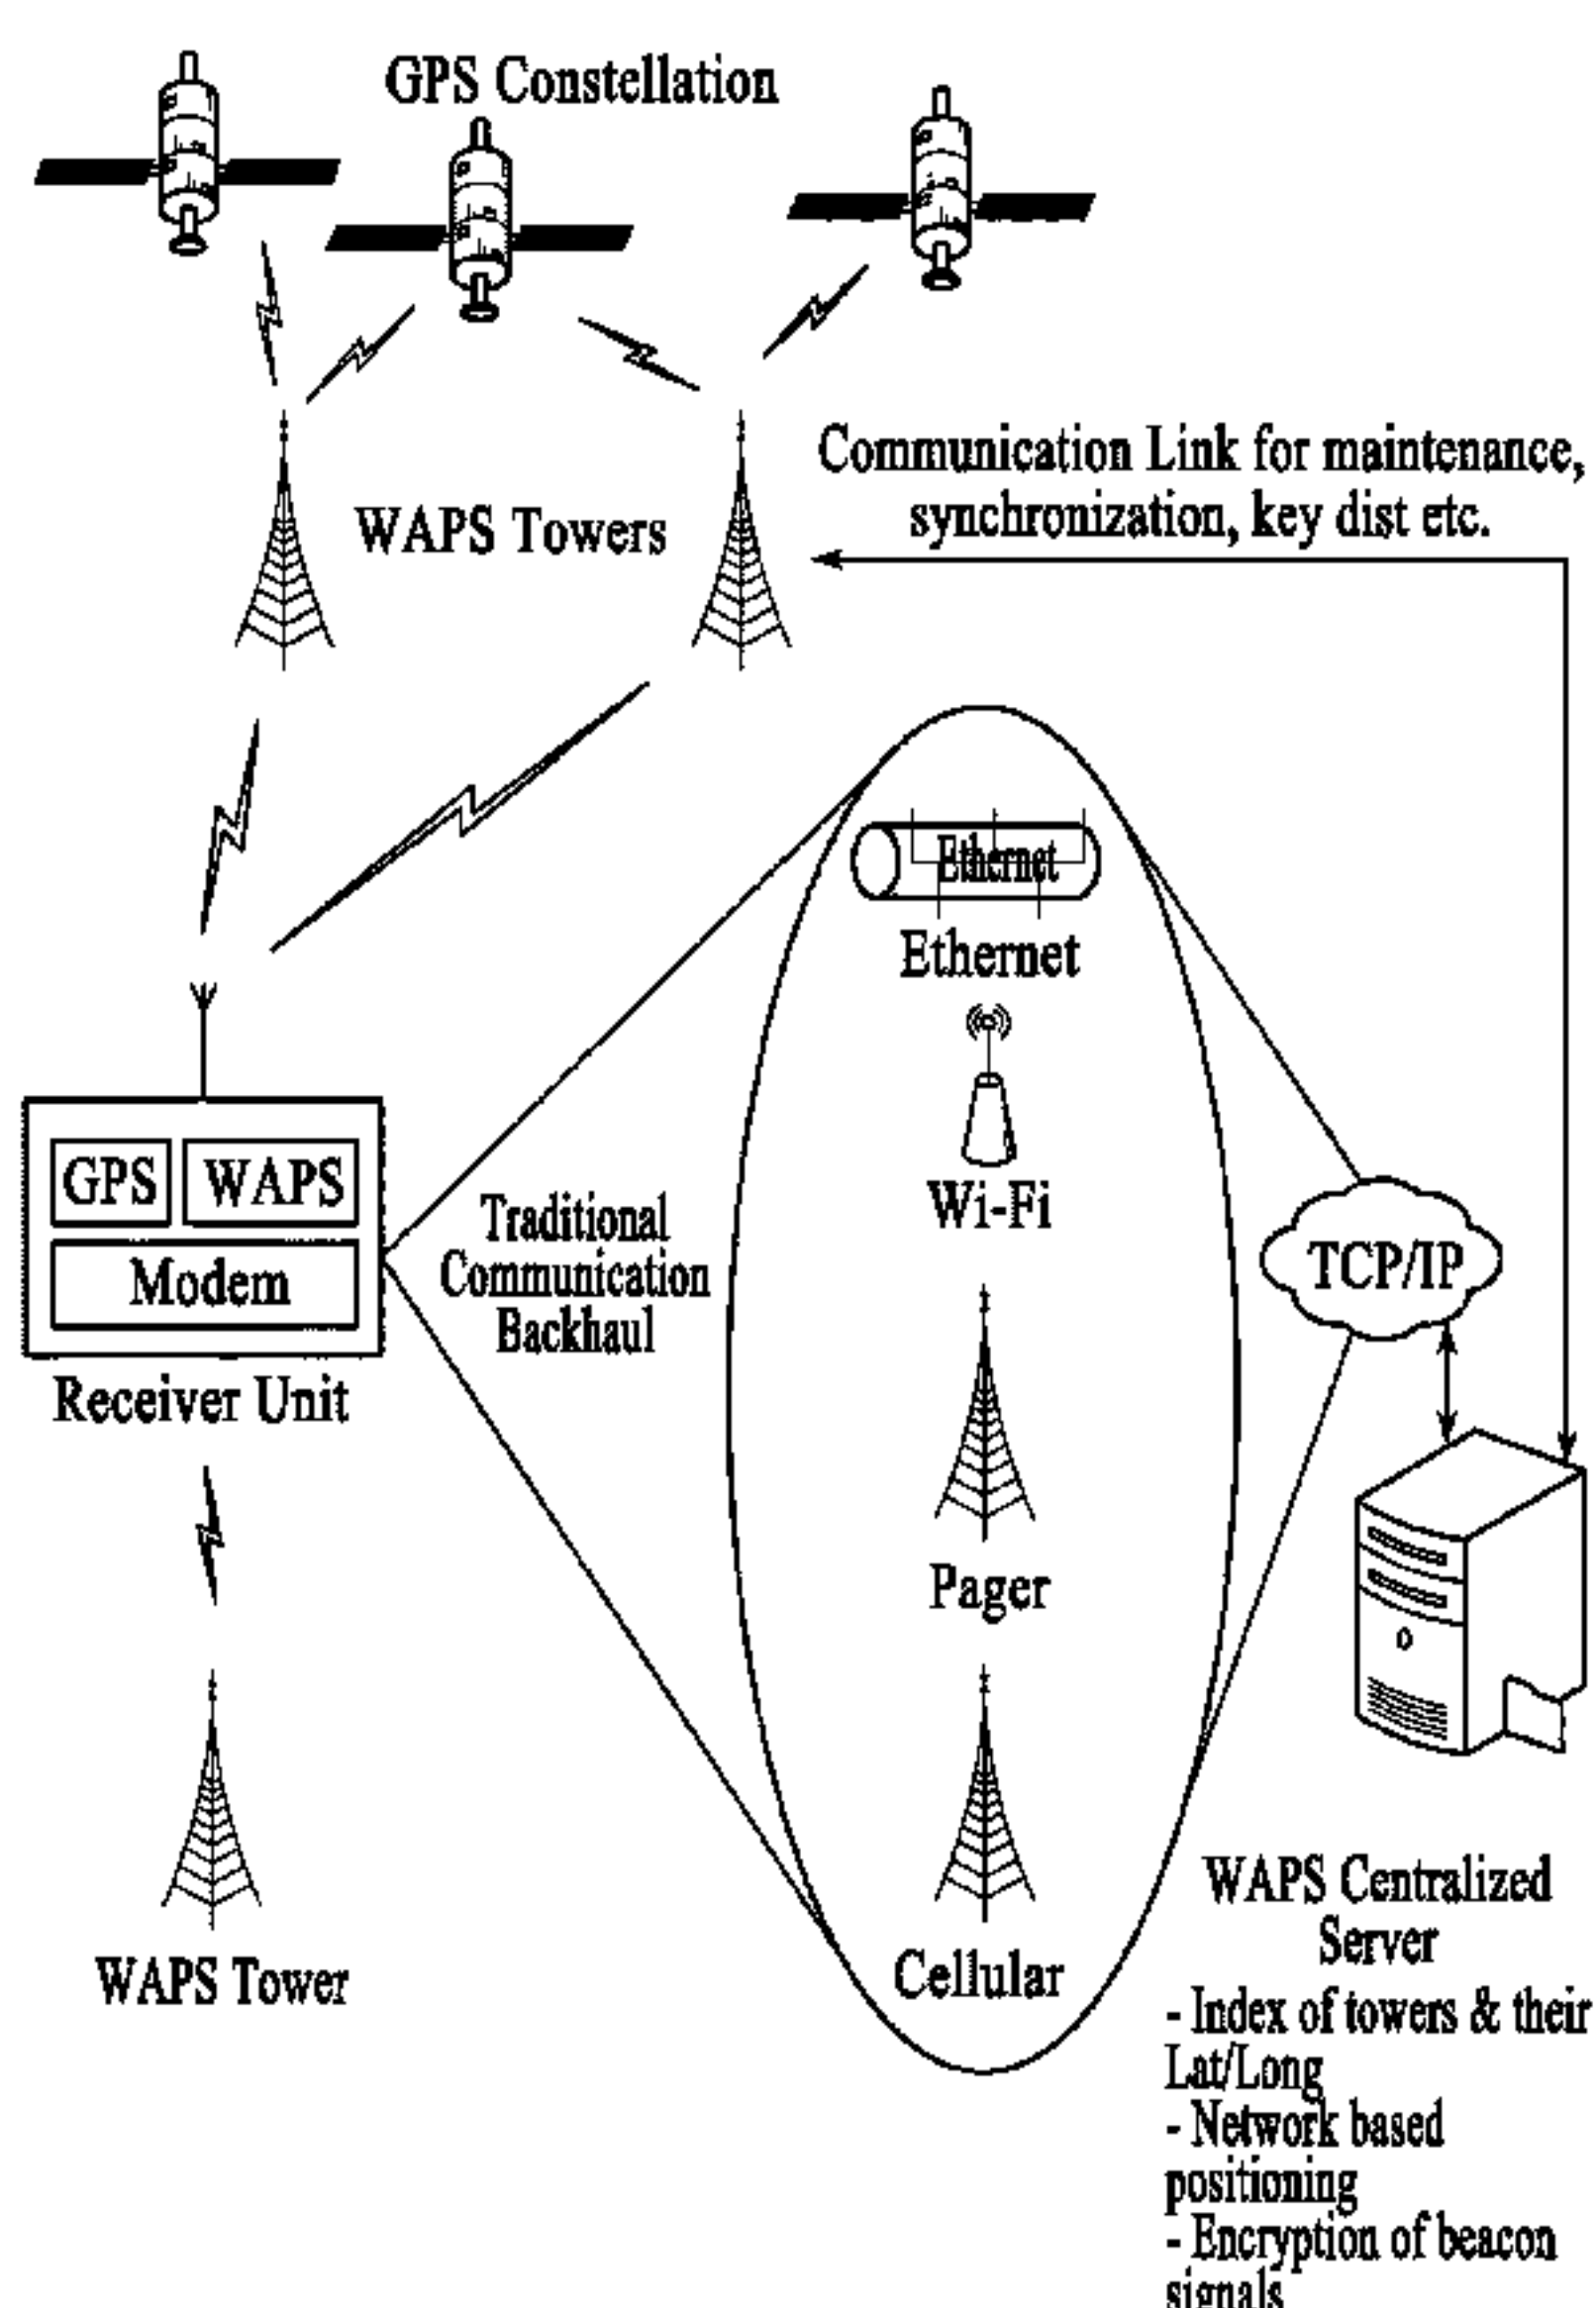 GPS Constellation
Communication Link for maintenance,
synchronization, key dist etc.
WAPS Towers
Ethernet
Ethernet
Wi-Fi
GPS
WAPS
Modem
Receiver Unit
Traditional
Communication
Backhaul
TCP/IP
Pager
Cellular
WAPS Tower
WAPS Centralized
Server
- Index of towers & their
Lat/Long
- Network based
positioning
- Encryption of beacon
signals